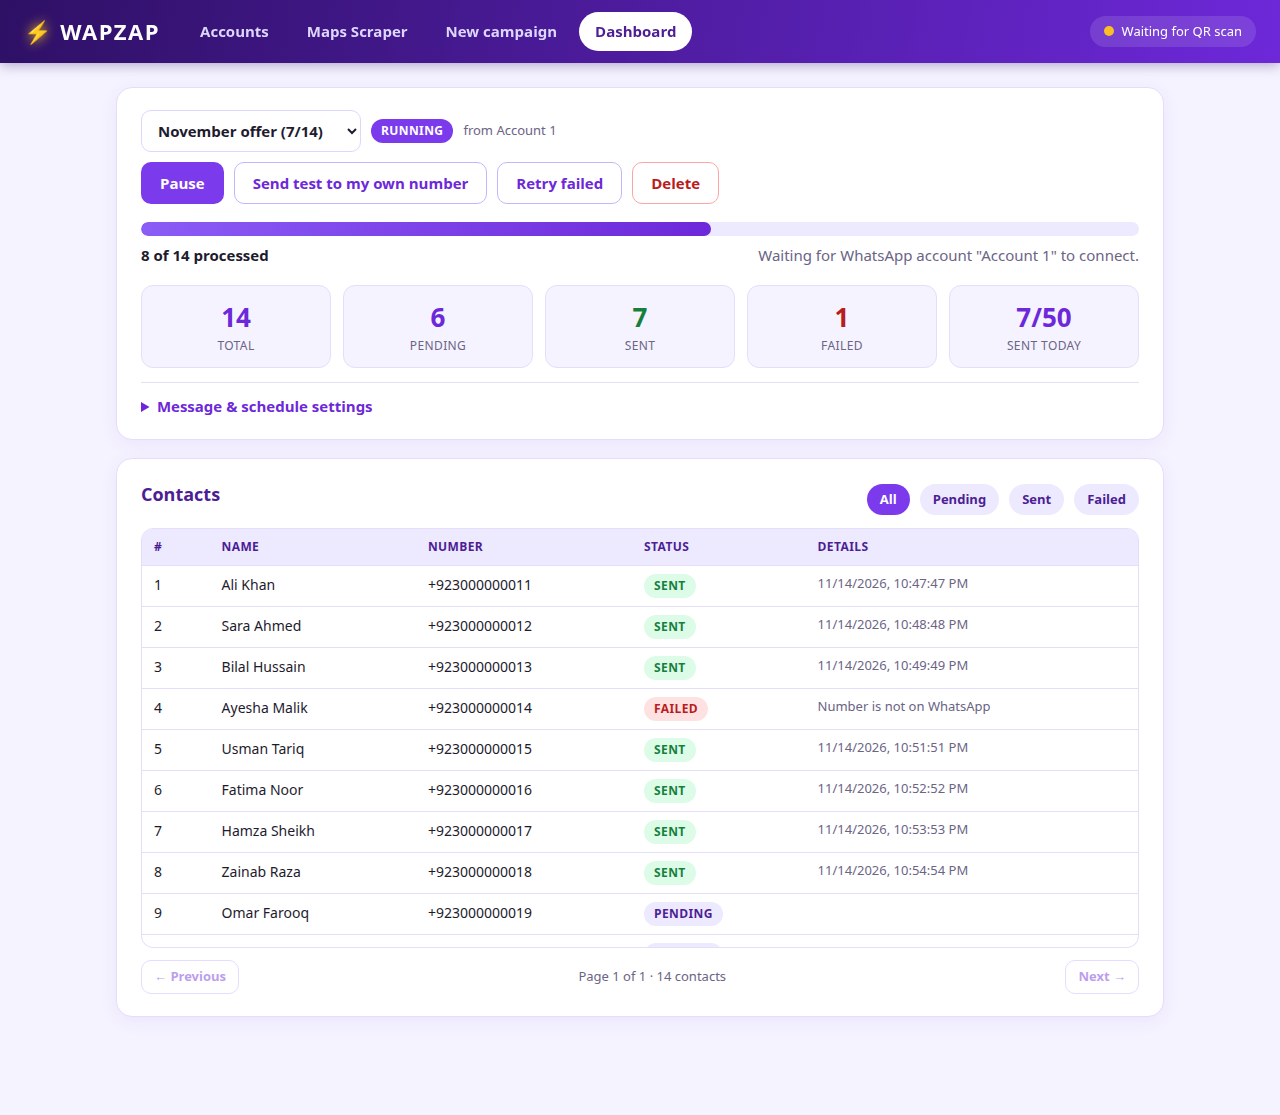 ⚡ WAPZAP Accounts Maps Scraper New campaign Dashboard Waiting for QR scan
November offer (7/14) RUNNING from Account 1
Pause Send test to my own number Retry failed Delete
8 of 14 processed Waiting for WhatsApp account "Account 1" to connect.
14 6 7 1 7/50
TOTAL PENDING SENT FAILED SENT TODAY
Message & schedule settings
Contacts All Pending Sent Failed
# NAME NUMBER STATUS DETAILS
1 Ali Khan +923000000011 SENT 11/14/2026, 10:47:47 PM
2 Sara Ahmed +923000000012 SENT 11/14/2026, 10:48:48 PM
3 Bilal Hussain +923000000013 SENT 11/14/2026, 10:49:49 PM
4 Ayesha Malik +923000000014 FAILED Number is not on WhatsApp
5 Usman Tariq +923000000015 SENT 11/14/2026, 10:51:51 PM
6 Fatima Noor +923000000016 SENT 11/14/2026, 10:52:52 PM
7 Hamza Sheikh +923000000017 SENT 11/14/2026, 10:53:53 PM
8 Zainab Raza +923000000018 SENT 11/14/2026, 10:54:54 PM
9 Omar Farooq +923000000019 PENDING
← Previous Page 1 of 1 · 14 contacts Next →